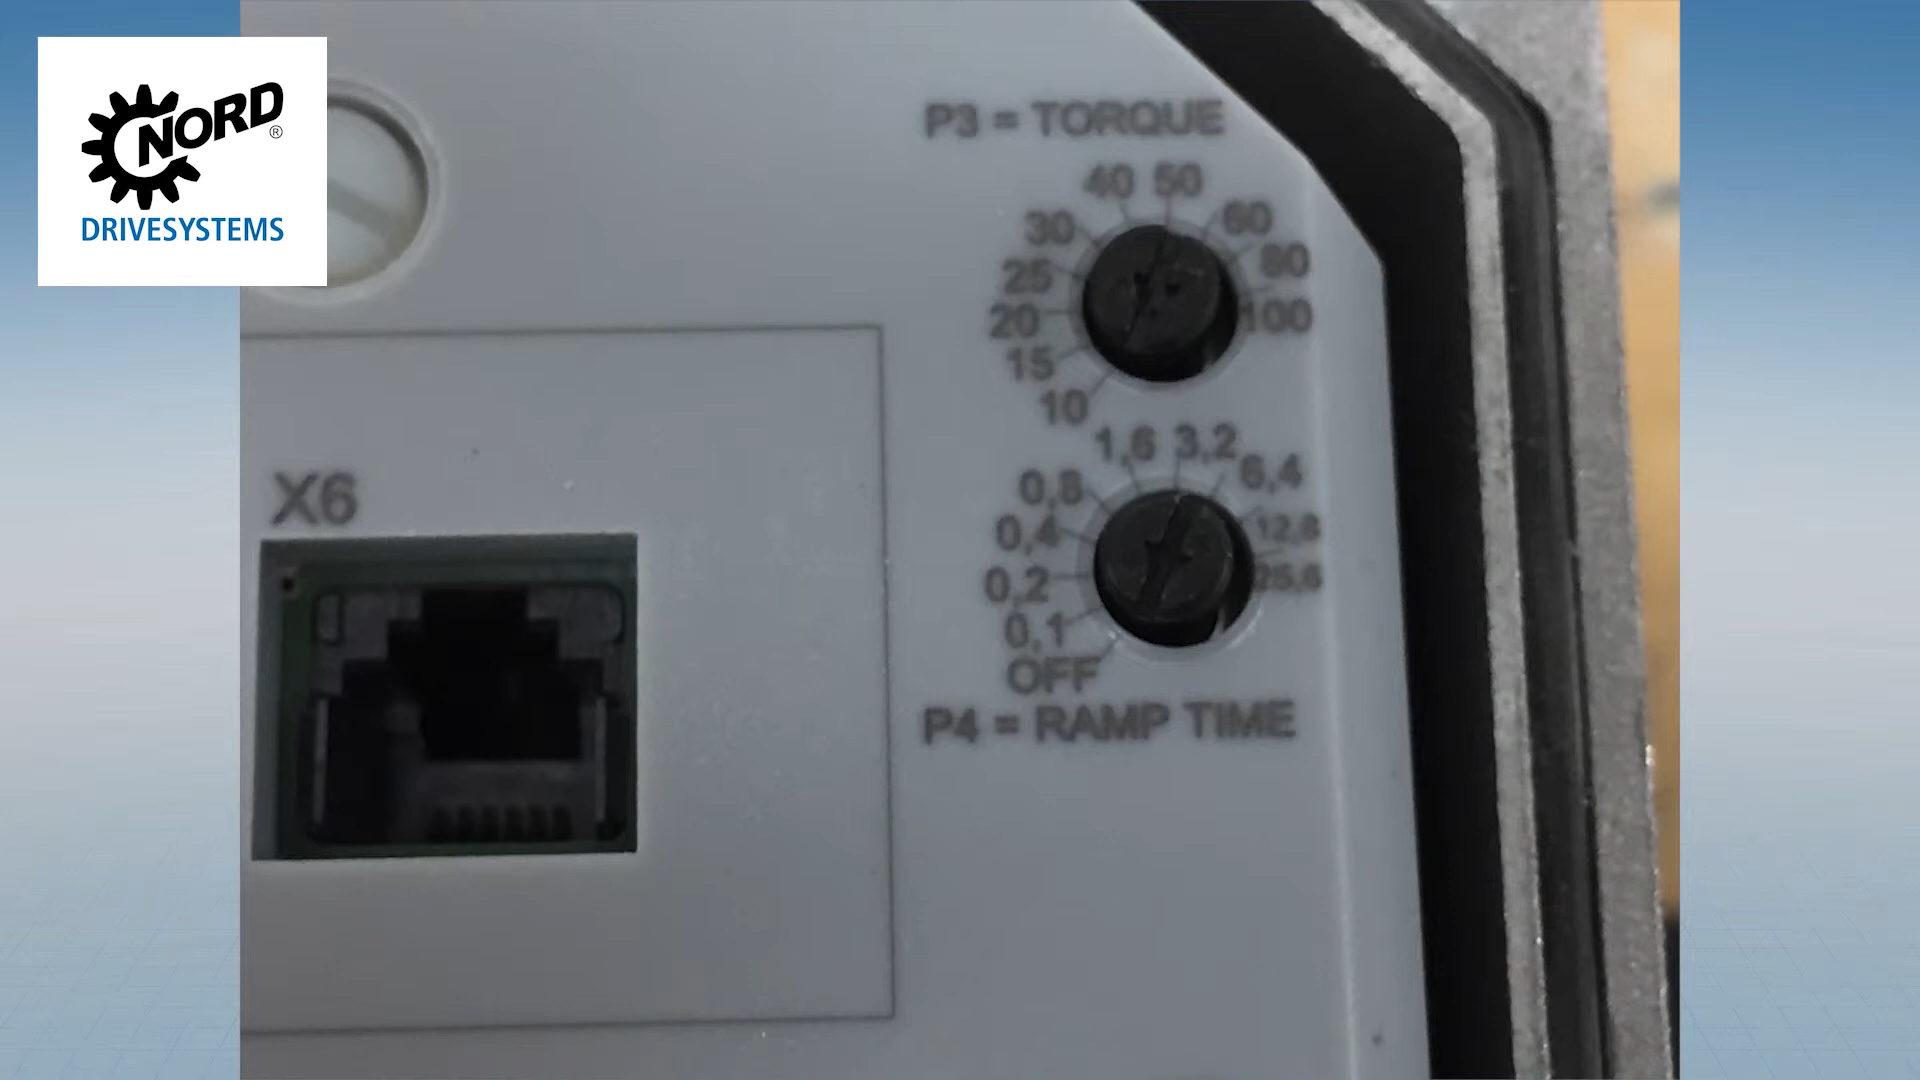 NORD
®
DRIVESYSTEMS
P3 = TORQUE
40 50
30 60
25 80
20 100
15
10
1,6 3,2
0,8 6,4
0,4 12,8
0,2 25,6
0,1
OFF
P4 = RAMP TIME
X6